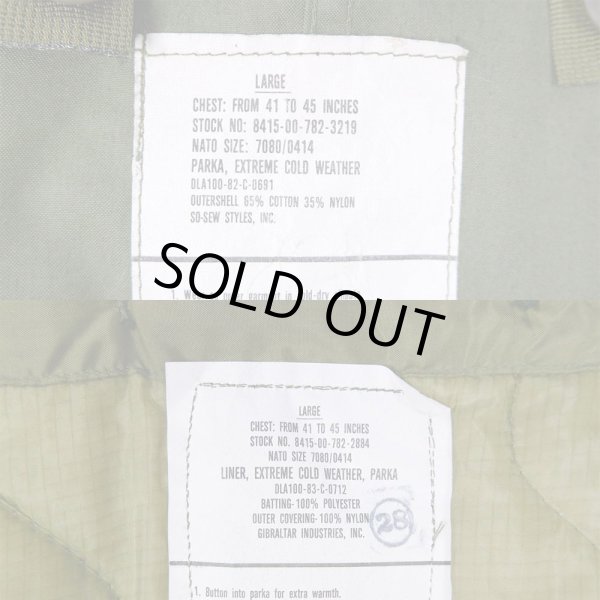 LARGE
CHEST: FROM 41 TO 45 INCHES
STOCK NO: 8415-00-782-3219
NATO SIZE: 7080/0414
PARKA, EXTREME COLD WEATHER
DLA100-82-C-0691
OUTERSHELL 65% COTTON 35% NYLON
SO-SEW STYLES, INC.
1. garment in
SOLD OUT
LARGE
CHEST: FROM 41 TO 45 INCHES
STOCK NO. 8415-00-782-2884
NATO SIZE 7080/0414
LINER, EXTREME COLD WEATHER, PARKA
DLA100-83-C-0712
BATTING-100% POLYESTER
OUTER COVERING-100% NYLON
GIBRALTAR INDUSTRIES, INC.
28
1. Button into parka for extra warmth.